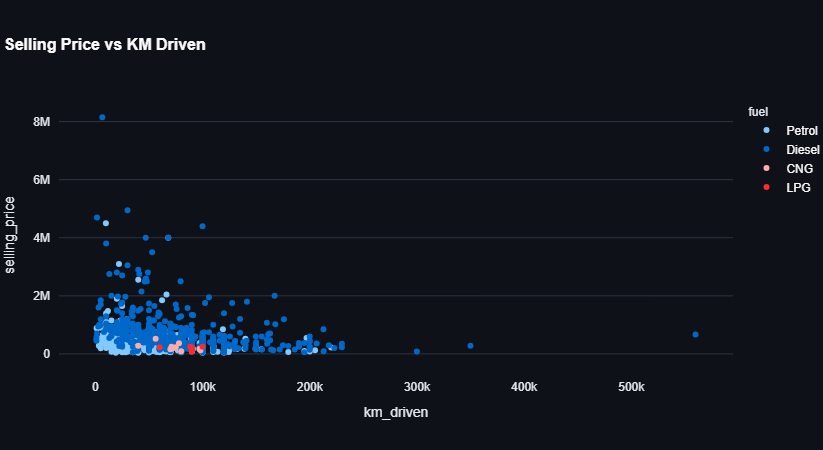 Selling Price vs KM Driven
fuel
Petrol
Diesel
CNG
LPG
8M
6M
4M
2M
0
selling_price
0
100k
200k
300k
400k
500k
km_driven